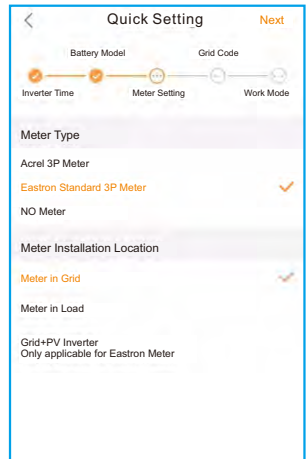 Quick Setting
Next
Battery Model
Grid Code
Inverter Time
Meter Setting
Work Mode
Meter Type
Acrel 3P Meter
Eastron Standard 3P Meter
NO Meter
Meter Installation Location
Meter in Grid
Meter in Load
Grid+PV Inverter
Only applicable for Eastron Meter